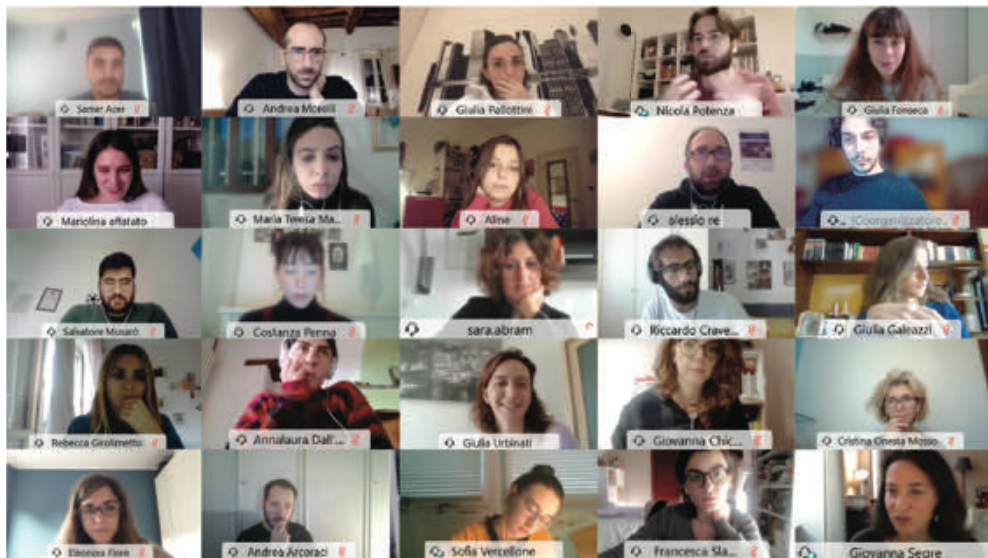 Samer Acer
Andrea Morelli
Giulia Pallottini
Nicola Potenza
Giulia Fonseca
Mariolina affatato
Maria Teresa Ma...
Aline
alessio re
(Coorganizzatore...
Salvatore Musarò
Costanza Penna
sara.abram
Riccardo Crave...
Giulia Galeazzi
Rebecca Girolimetto
Annalaura Dall'...
Giulia Urbinati
Giovanna Chic...
Cristina Onesta Mosso
Eleonora Fiore
Andrea Arcoraci
Sofia Vercellone
Francesca Sla...
Giovanna Segre